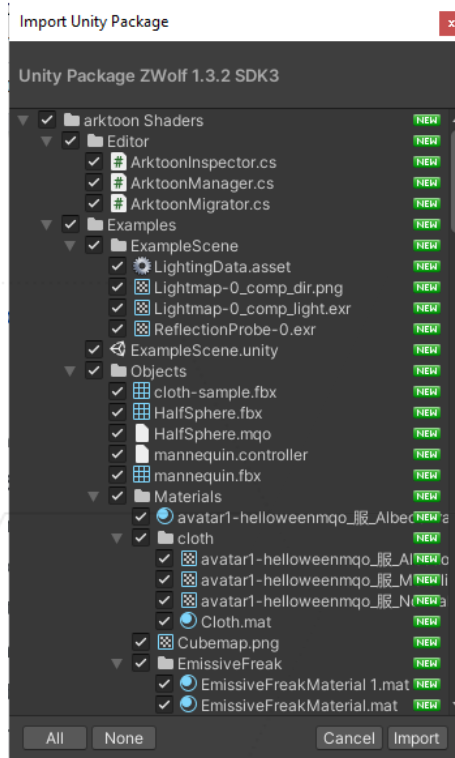 Import Unity Package
Unity Package ZWolf 1.3.2 SDK3
arktoon Shaders NEW
Editor NEW
ArktoonInspector.cs NEW
ArktoonManager.cs NEW
ArktoonMigrator.cs NEW
Examples NEW
ExampleScene NEW
LightingData.asset NEW
Lightmap-0_comp_dir.png NEW
Lightmap-0_comp_light.exr NEW
ReflectionProbe-0.exr NEW
ExampleScene.unity NEW
Objects NEW
cloth-sample.fbx NEW
HalfSphere.fbx NEW
HalfSphere.mqo NEW
mannequin.controller NEW
mannequin.fbx NEW
Materials NEW
avatar1-helloweenmqo_服_Albed NEW
cloth NEW
avatar1-helloweenmqo_服_Al NEW
avatar1-helloweenmqo_服_M NEW
avatar1-helloweenmqo_服_N NEW
Cloth.mat NEW
Cubemap.png NEW
EmissiveFreak NEW
EmissiveFreakMaterial 1.mat NEW
EmissiveFreakMaterial.mat NEW
All None Cancel Import